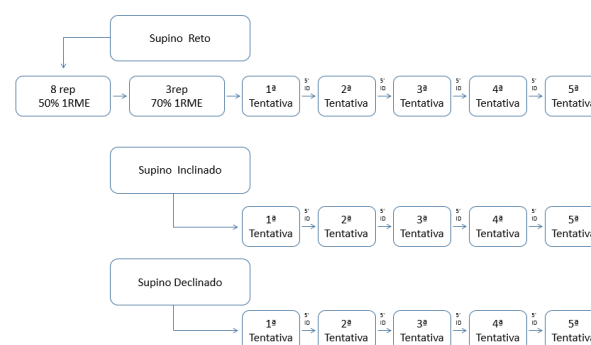 Supino Reto
8 rep
50% 1RME
3rep
70% 1RME
1ª
Tentativa
5'
ID
2ª
Tentativa
5'
ID
3ª
Tentativa
5'
ID
4ª
Tentativa
5'
ID
5ª
Tentativa
Supino Inclinado
1ª
Tentativa
5'
ID
2ª
Tentativa
5'
ID
3ª
Tentativa
5'
ID
4ª
Tentativa
5'
ID
5ª
Tentativa
Supino Declinado
1ª
Tentativa
5'
ID
2ª
Tentativa
5'
ID
3ª
Tentativa
5'
ID
4ª
Tentativa
5'
ID
5ª
Tentativa